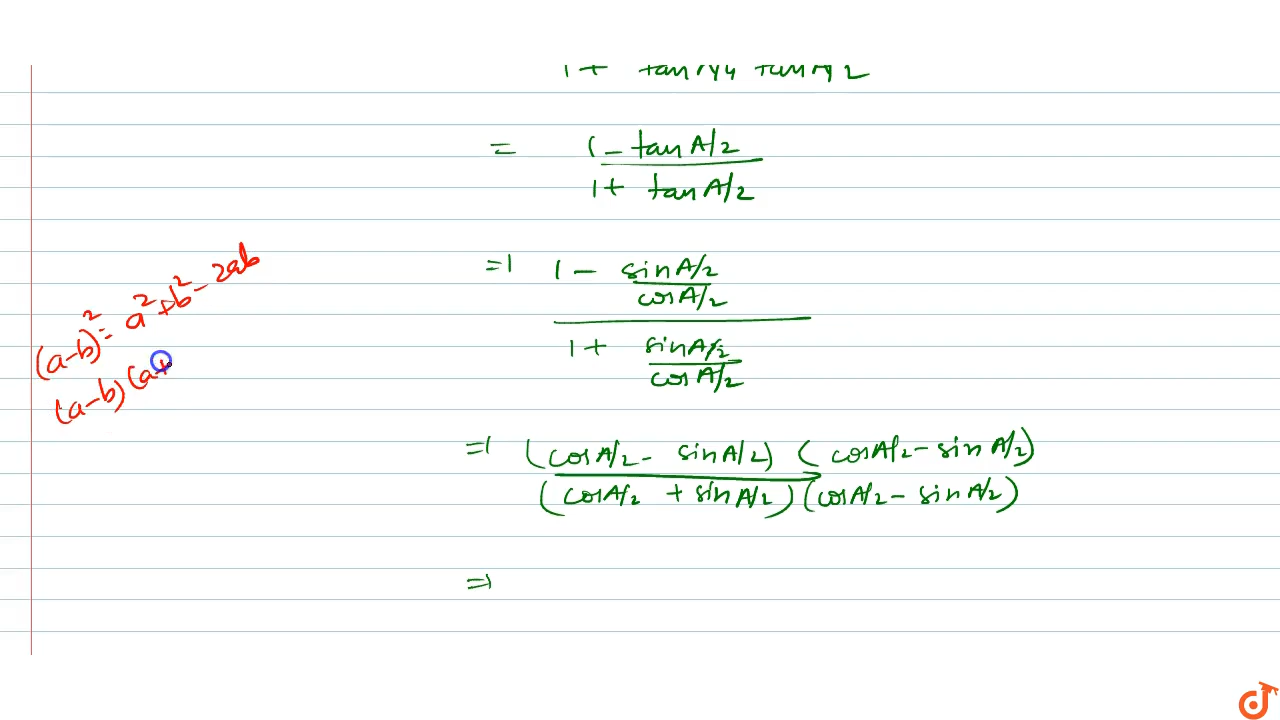 1 + tan π/4 tan A/2
= 1 - tan A/2
1 + tan A/2
=) 1 - sin A/2
cos A/2
1 + sin A/2
cos A/2
(a-b)² = a² + b² - 2ab
(a-b)(a+
=) (cos A/2 - sin A/2) (cos A/2 - sin A/2)
(cos A/2 + sin A/2)(cos A/2 - sin A/2)
=)